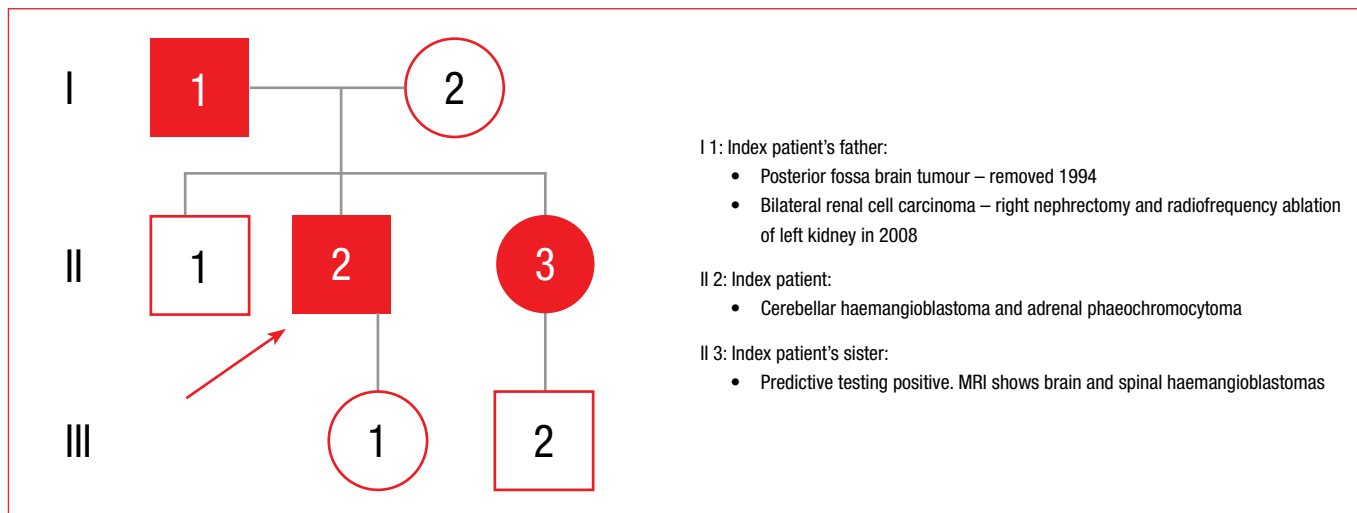 I
1
2
II
1
2
3
III
1
2
I 1: Index patient’s father:
• Posterior fossa brain tumour – removed 1994
• Bilateral renal cell carcinoma – right nephrectomy and radiofrequency ablation
of left kidney in 2008
II 2: Index patient:
• Cerebellar haemangioblastoma and adrenal phaeochromocytoma
II 3: Index patient’s sister:
• Predictive testing positive. MRI shows brain and spinal haemangioblastomas